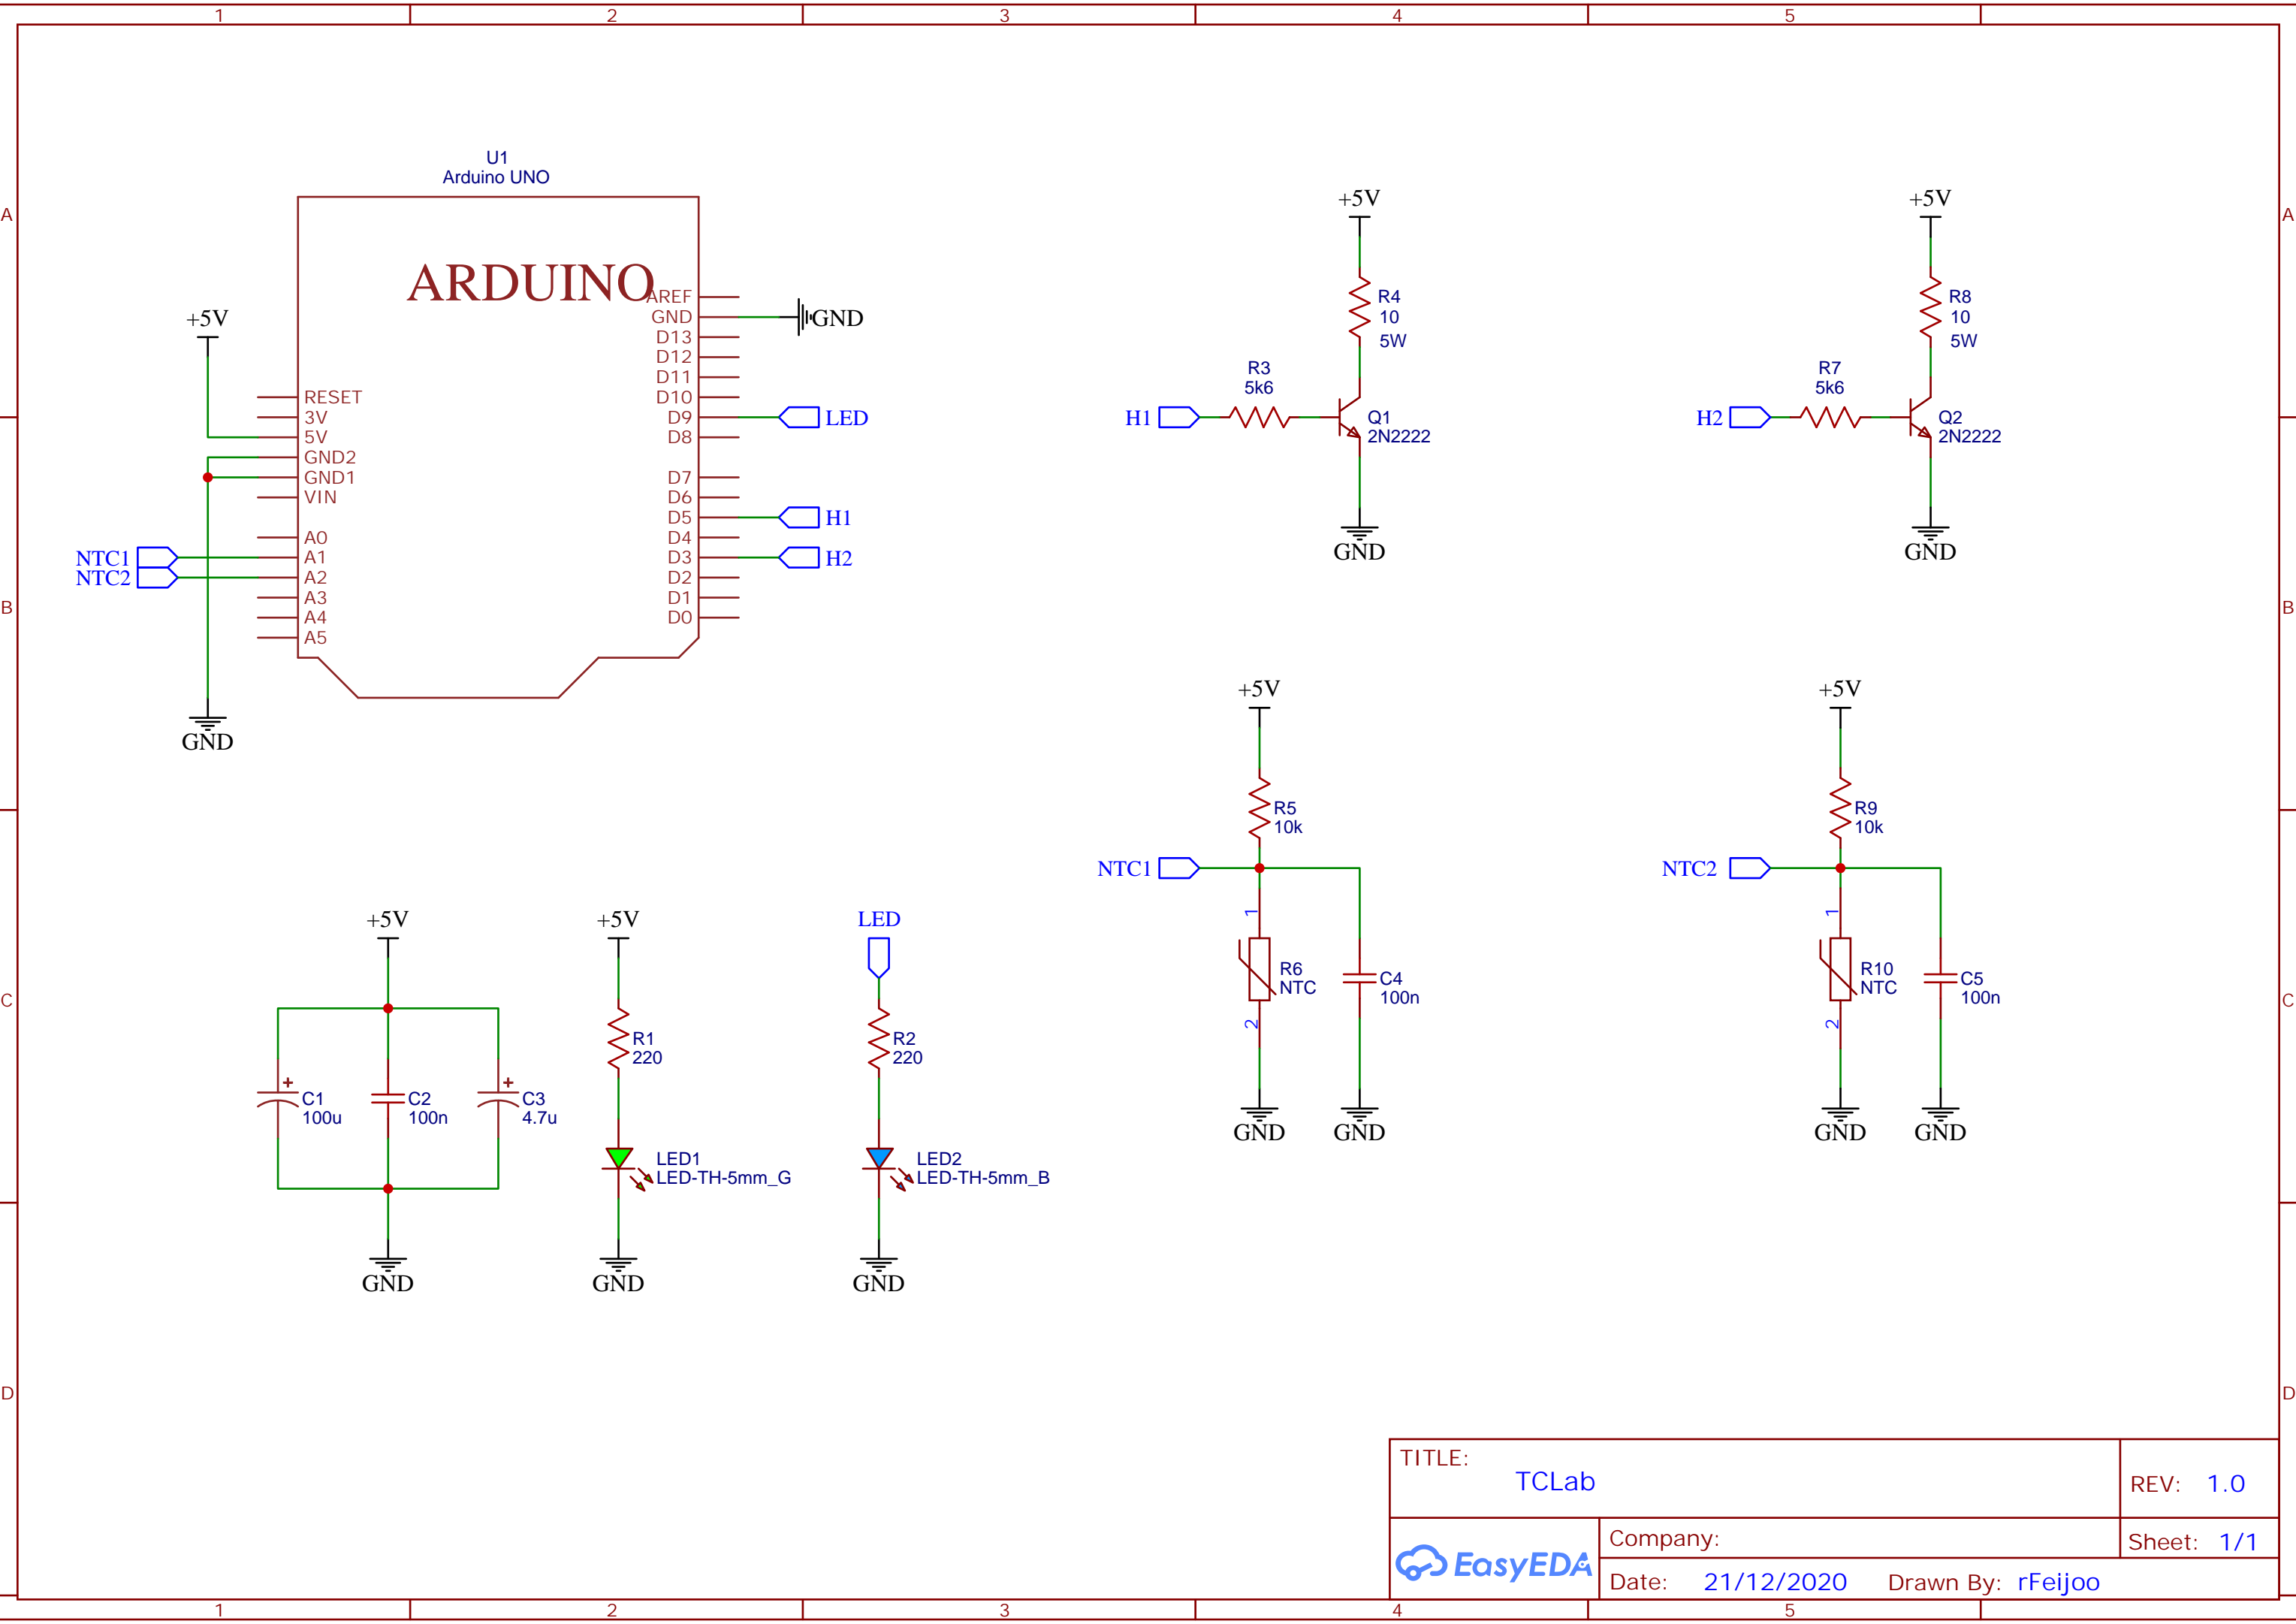 1 2 3 4 5
A A
B B
C C
D D
U1
Arduino UNO
ARDUINO
AREF
GND
D13
D12
D11
D10
D9
D8
D7
D6
D5
D4
D3
D2
D1
D0
RESET
3V
5V
GND2
GND1
VIN
A0
A1
A2
A3
A4
A5
+5V
GND
GND
LED
H1
H2
NTC1
NTC2
+5V
R4
10
5W
R3
5k6
H1
Q1
2N2222
GND
+5V
R8
10
5W
R7
5k6
H2
Q2
2N2222
GND
+5V
R5
10k
NTC1
1
R6
NTC
2
C4
100n
GND
GND
+5V
R9
10k
NTC2
1
R10
NTC
2
C5
100n
GND
GND
+5V
+
C1
100u
C2
100n
+
C3
4.7u
GND
+5V
R1
220
LED1
LED-TH-5mm_G
GND
LED
R2
220
LED2
LED-TH-5mm_B
GND
TITLE:
TCLab
REV: 1.0
EasyEDA
Company:
Sheet: 1/1
Date: 21/12/2020 Drawn By: rFeijoo
1 2 3 4 5